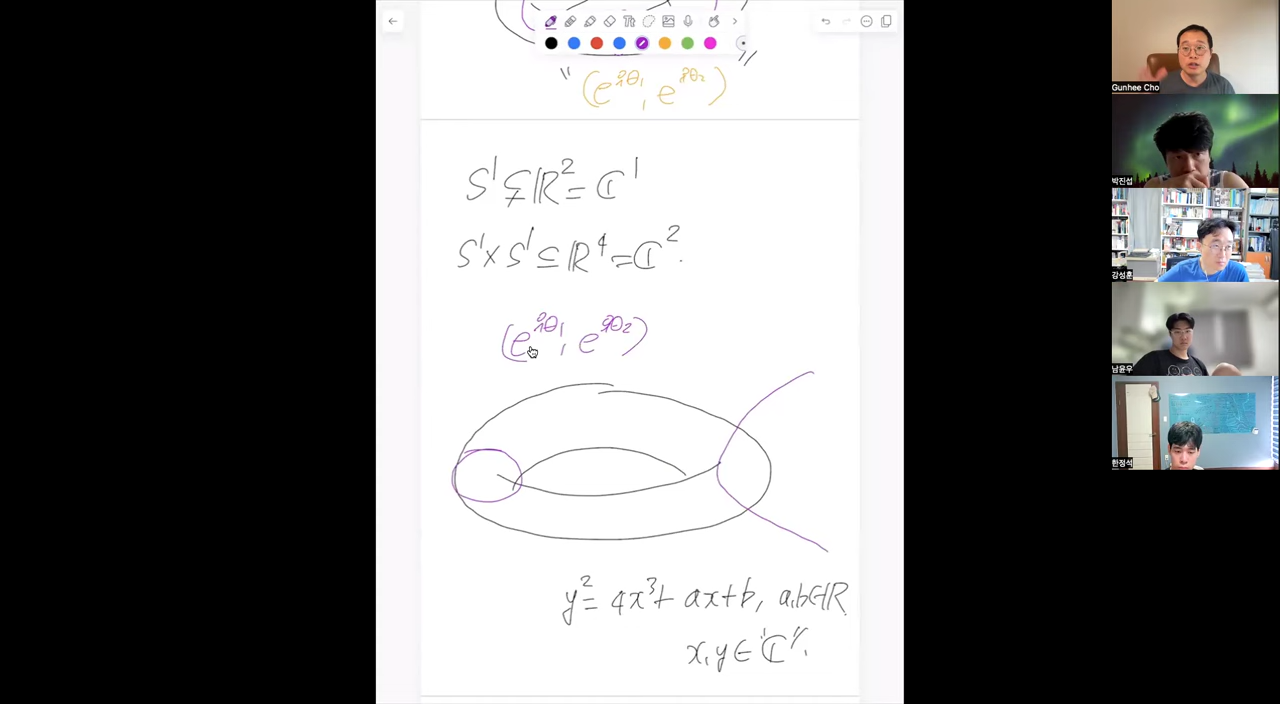 Tt
" (e^{iθ₁}, e^{iθ₂}) "
S¹ ⊊ ℝ² = ℂ¹
S¹ × S¹ ⊆ ℝ⁴ = ℂ².
(e^{iθ₁}, e^{iθ₂})
y² = 4x³ + ax + b, a, b ∈ ℝ.
x, y ∈ "ℂ".
Gunhee Cho
박진섭
강성훈
남윤우
한정석